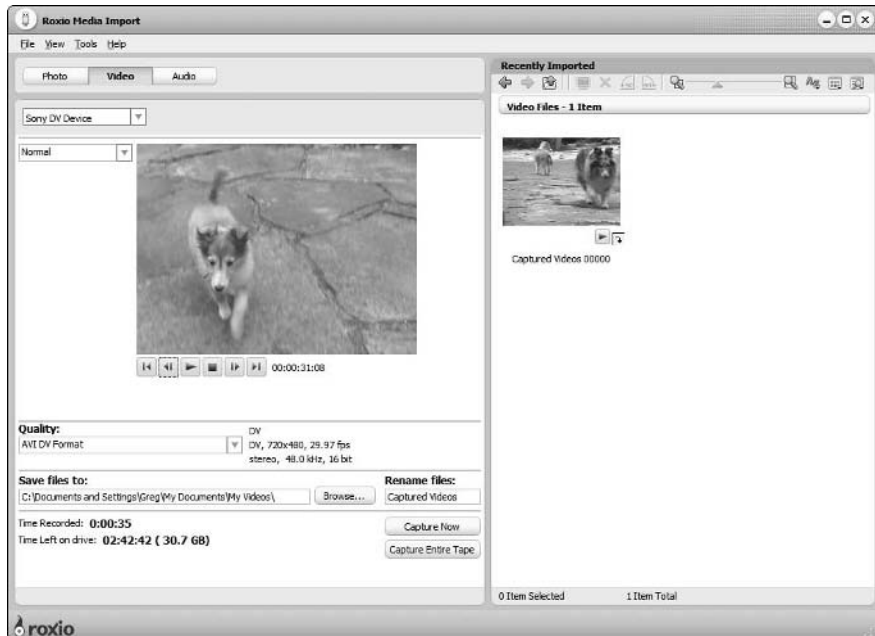 Roxio Media Import
File View Tools Help
Photo Video Audio
Sony DV Device
Normal
00:00:31:08
Quality:
AVI DV Format
DV
DV, 720x480, 29.97 fps
stereo, 48.0 kHz, 16 bit
Save files to:
C:\Documents and Settings\Greg\My Documents\My Videos\
Browse...
Rename files:
Captured Videos
Time Recorded: 0:00:35
Time Left on drive: 02:42:42 ( 30.7 GB)
Capture Now
Capture Entire Tape
Recently Imported
Video Files - 1 Item
Captured Videos 00000
0 Item Selected 1 Item Total
roxio